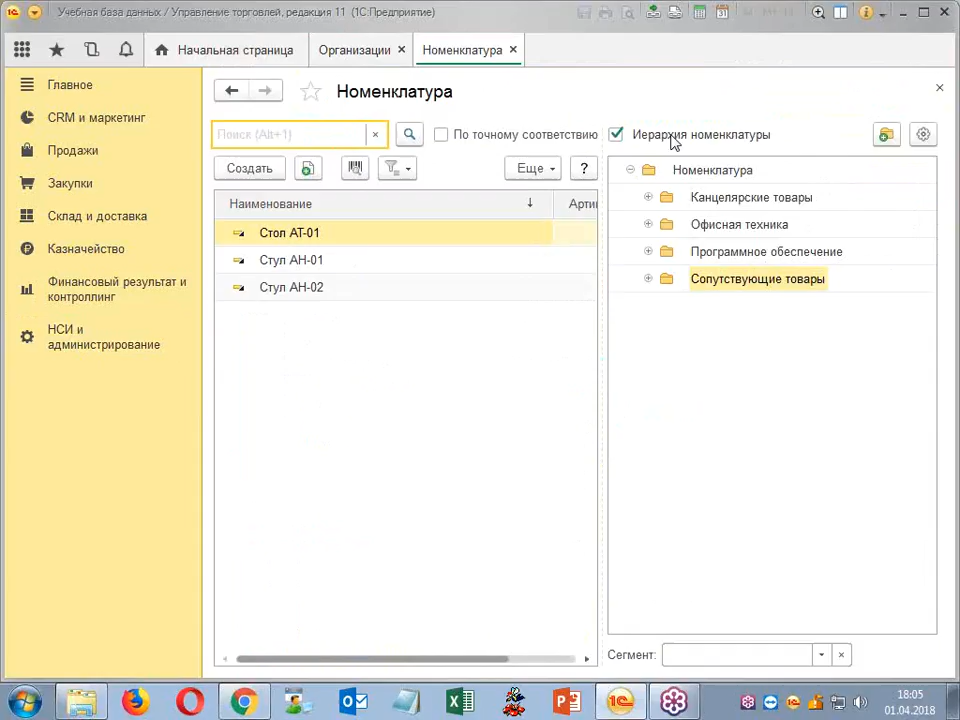 Учебная база данных / Управление торговлей, редакция 11 (1С:Предприятие)
Начальная страница
Организации
Номенклатура
Главное
CRM и маркетинг
Продажи
Закупки
Склад и доставка
Казначейство
Финансовый результат и
контроллинг
НСИ и
администрирование
Номенклатура
Поиск (Alt+1)
По точному соответствию
Иерархия номенклатуры
Создать
Еще
?
Наименование
Арти
Стол АТ-01
Стул АН-01
Стул АН-02
Номенклатура
Канцелярские товары
Офисная техника
Программное обеспечение
Сопутствующие товары
Сегмент:
18:05
01.04.2018